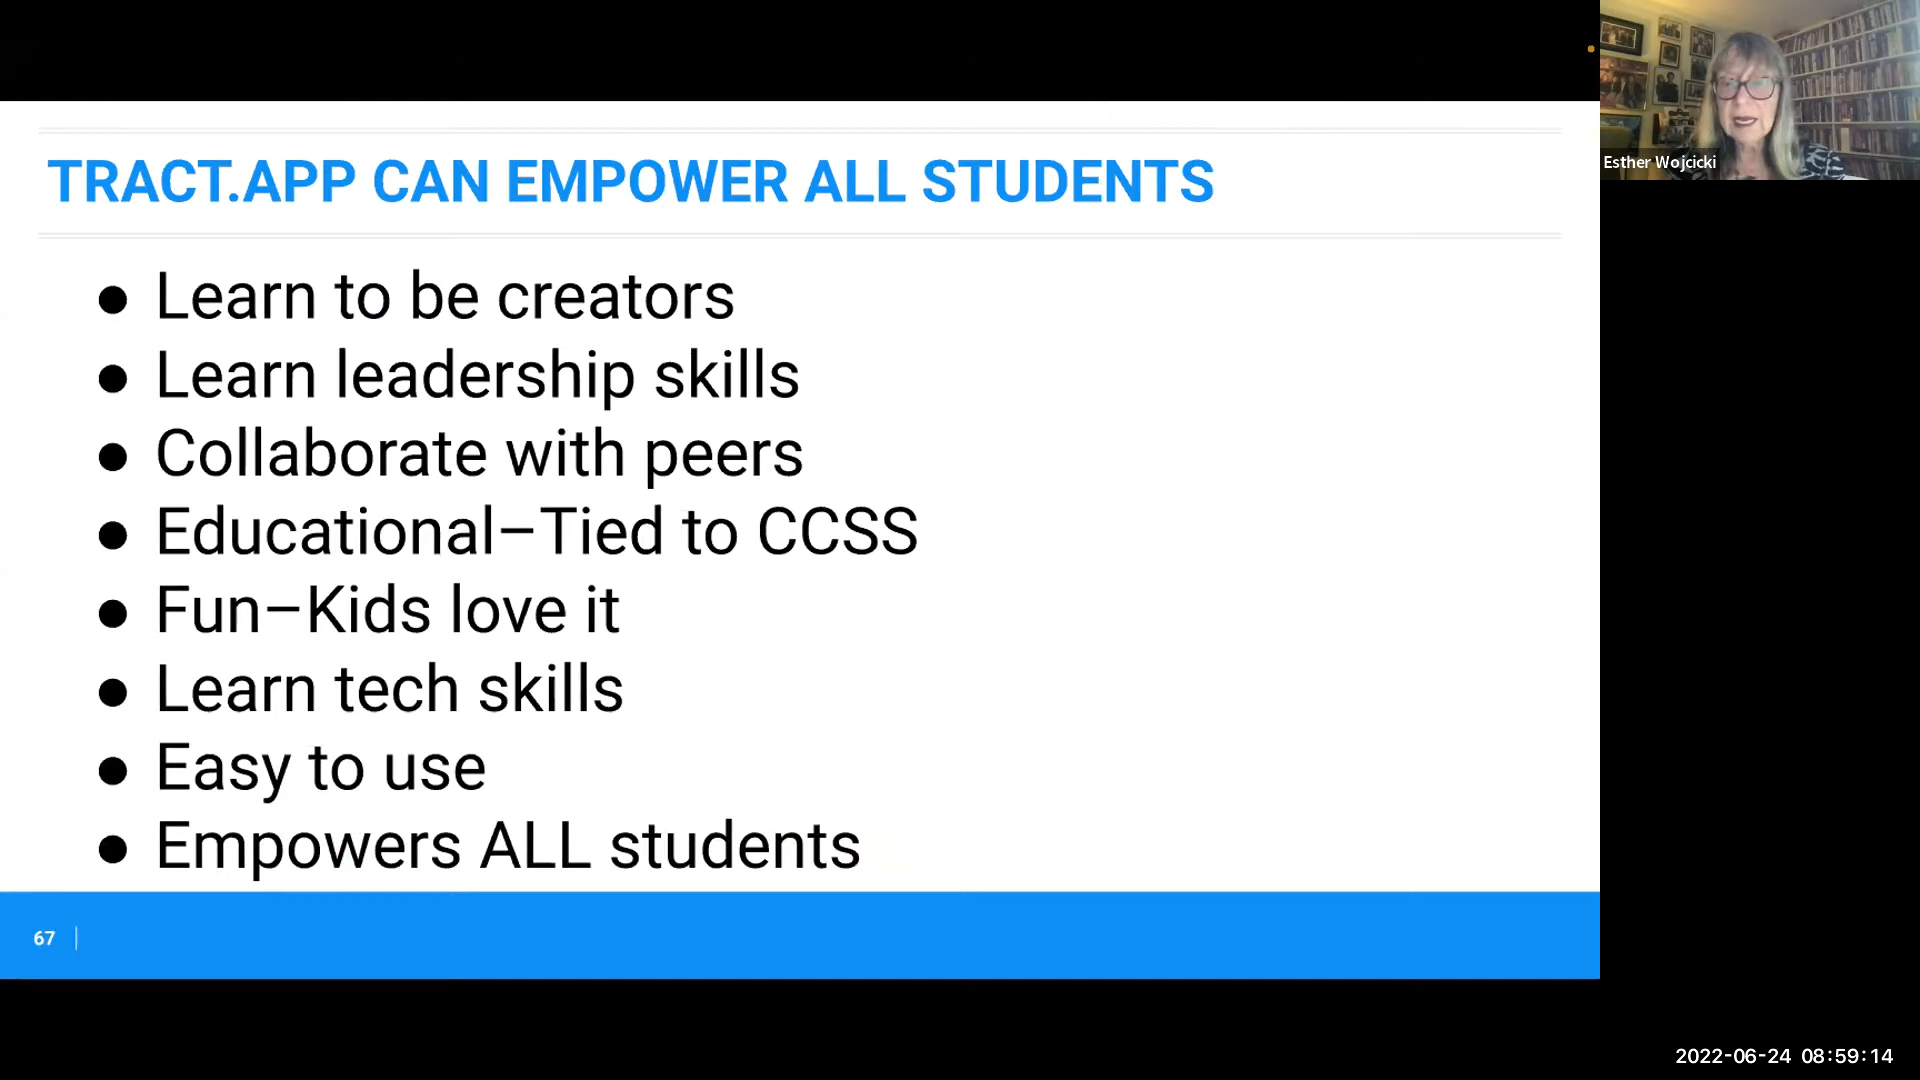 TRACT.APP CAN EMPOWER ALL STUDENTS
● Learn to be creators
● Learn leadership skills
● Collaborate with peers
● Educational–Tied to CCSS
● Fun–Kids love it
● Learn tech skills
● Easy to use
● Empowers ALL students
67
Esther Wojcicki
2022-06-24 08:59:14